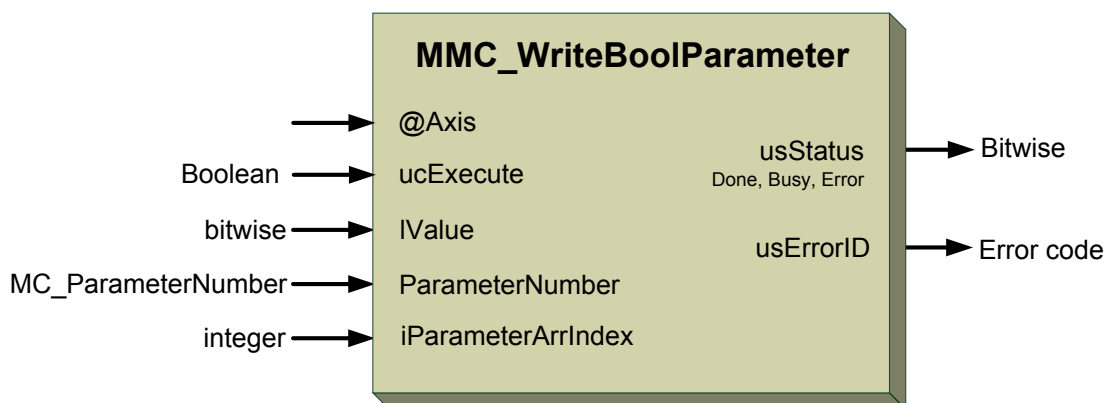 MMC_WriteBoolParameter
@Axis
Boolean
ucExecute
bitwise
lValue
MC_ParameterNumber
ParameterNumber
integer
iParameterArrIndex
usStatus
Done, Busy, Error
Bitwise
usErrorID
Error code